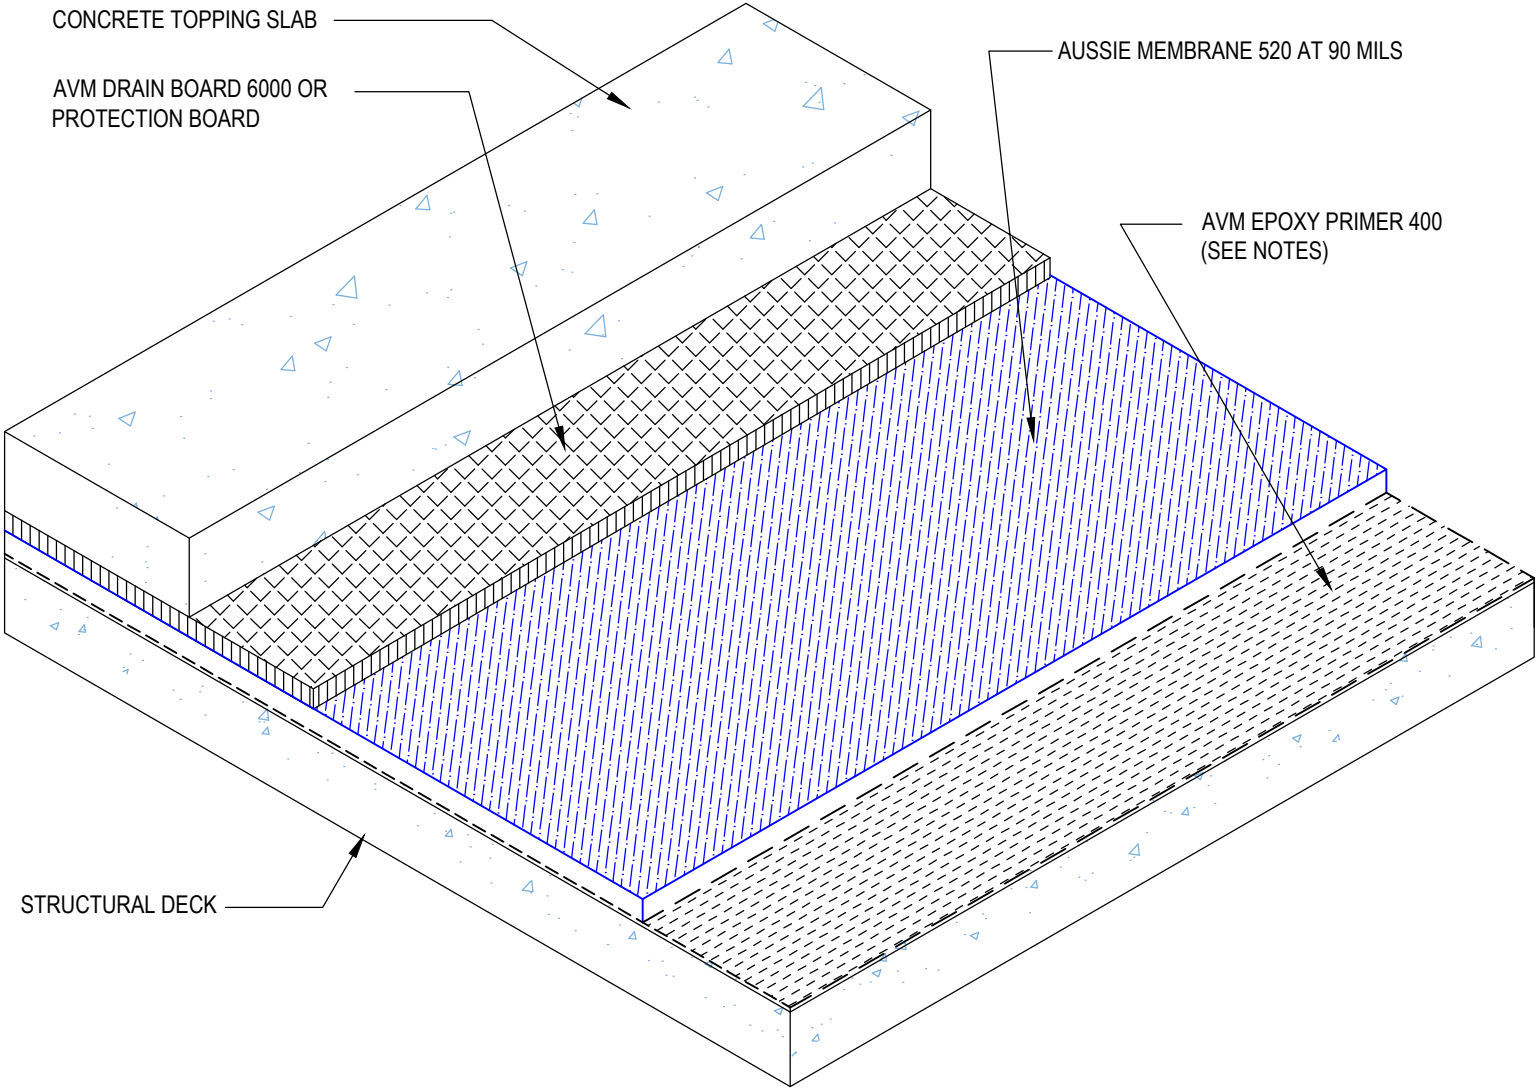 CONCRETE TOPPING SLAB
AVM DRAIN BOARD 6000 OR
PROTECTION BOARD
AUSSIE MEMBRANE 520 AT 90 MILS
AVM EPOXY PRIMER 400
(SEE NOTES)
STRUCTURAL DECK